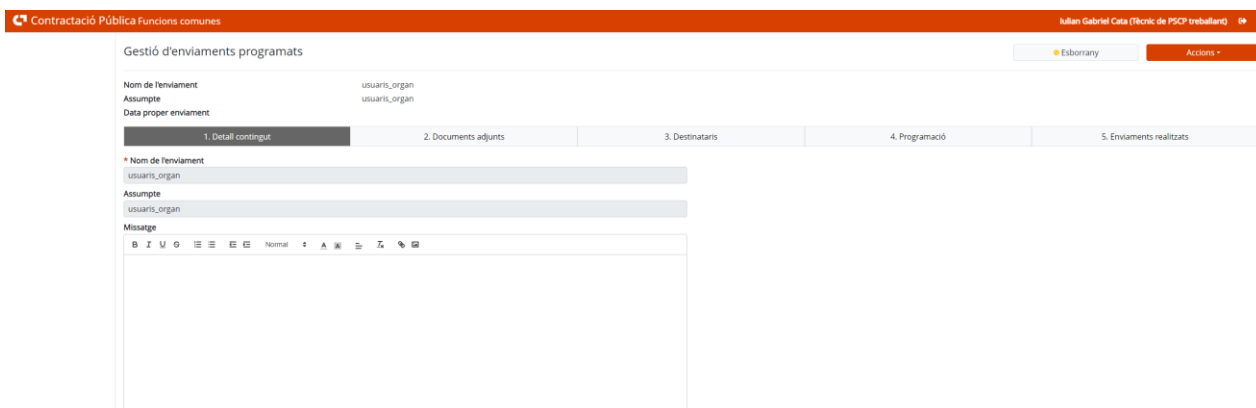 Contractació Pública Funcions comunes
Iulian Gabriel Cata (Tècnic de PSCP treballant)
Gestió d'enviaments programats
Esborrany
Accions
Nom de l'enviament usuaris_organ
Assumpte usuaris_organ
Data proper enviament
1. Detall contingut 2. Documents adjunts 3. Destinataris 4. Programació 5. Enviaments realitzats
* Nom de l'enviament
usuaris_organ
Assumpte
usuaris_organ
Missatge
B I U S Normal A A Tx